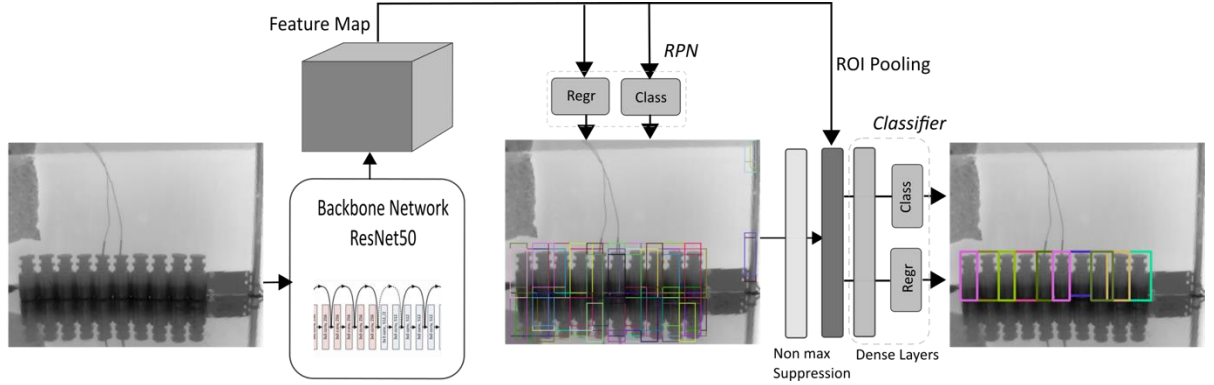 Feature Map
RPN
Regr
Class
ROI Pooling
Classifier
Backbone Network
ResNet50
Class
Regr
Non max
Suppression
Dense Layers